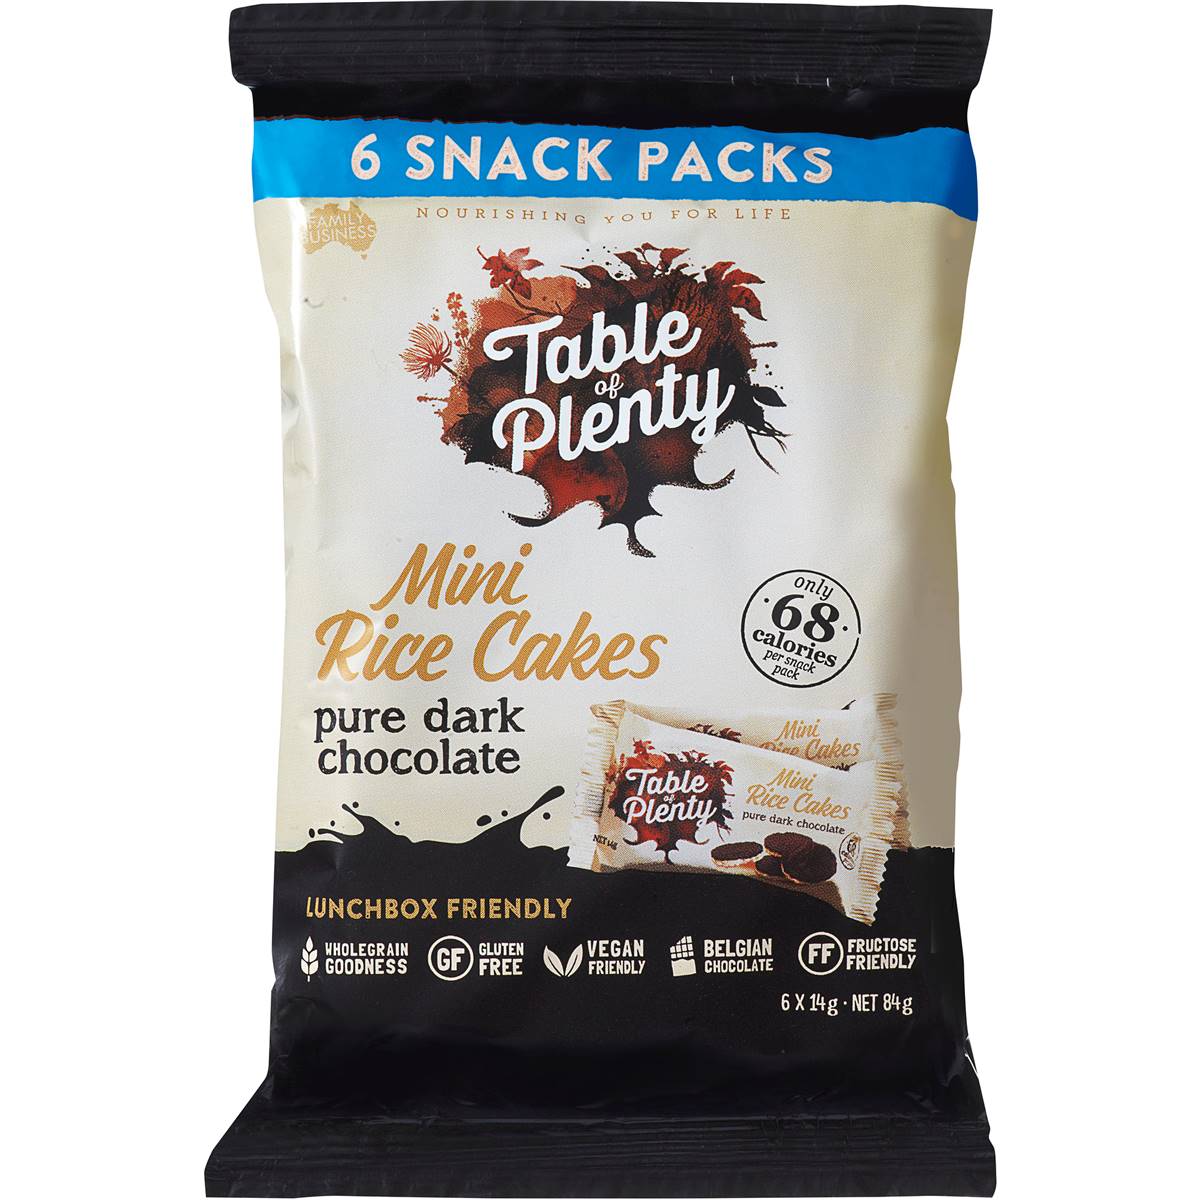 6 SNACK PACKS
NOURISHING YOU FOR LIFE
FAMILY
BUSINESS
Table
of
Plenty
Mini
Rice Cakes
pure dark
chocolate
only
68
calories
per snack
pack
Mini
Rice Cakes
Table
of
Plenty
Mini
Rice Cakes
pure dark chocolate
NET 14g
LUNCHBOX FRIENDLY
WHOLEGRAIN
GOODNESS
GF
GLUTEN
FREE
VEGAN
FRIENDLY
BELGIAN
CHOCOLATE
FF
FRUCTOSE
FRIENDLY
6 X 14g · NET 84g